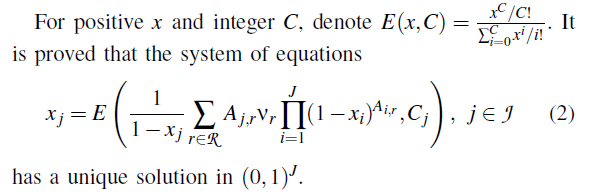 For positive x and integer C, denote E(x,C) = \frac{x^C/C!}{\sum_{i=0}^{C} x^i/i!}. It
is proved that the system of equations
x_j = E\left(\frac{1}{1-x_j} \sum_{r \in \mathcal{R}} A_{j,r} \nu_r \prod_{i=1}^{J} (1-x_i)^{A_{i,r}}, C_j\right), j \in \mathcal{J} (2)
has a unique solution in (0,1)^J.